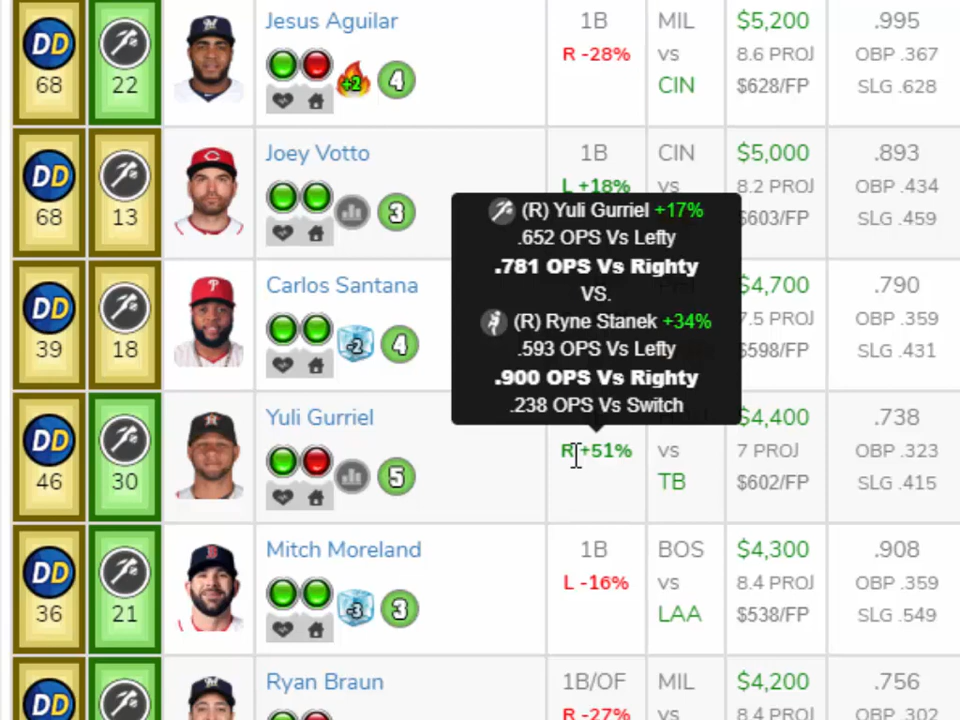 Jesus Aguilar 1B MIL $5,200 .995
DD R -28% vs 8.6 PROJ OBP .367
68 22 +2 4 CIN $628/FP SLG .628
Joey Votto 1B CIN $5,000 .893
DD L +18% vs 8.2 PROJ OBP .434
68 13 3 $603/FP SLG .459
(R) Yuli Gurriel +17%
.652 OPS Vs Lefty
.781 OPS Vs Righty
VS.
(R) Ryne Stanek +34%
.593 OPS Vs Lefty
.900 OPS Vs Righty
.238 OPS Vs Switch
Carlos Santana $4,700 .790
DD 7.5 PROJ OBP .359
39 18 -2 4 $598/FP SLG .431
Yuli Gurriel $4,400 .738
DD R +51% vs 7 PROJ OBP .323
46 30 5 TB $602/FP SLG .415
Mitch Moreland 1B BOS $4,300 .908
DD L -16% vs 8.4 PROJ OBP .359
36 21 -3 3 LAA $538/FP SLG .549
Ryan Braun 1B/OF MIL $4,200 .756
DD R -27% vs 8.4 PROJ OBP .302